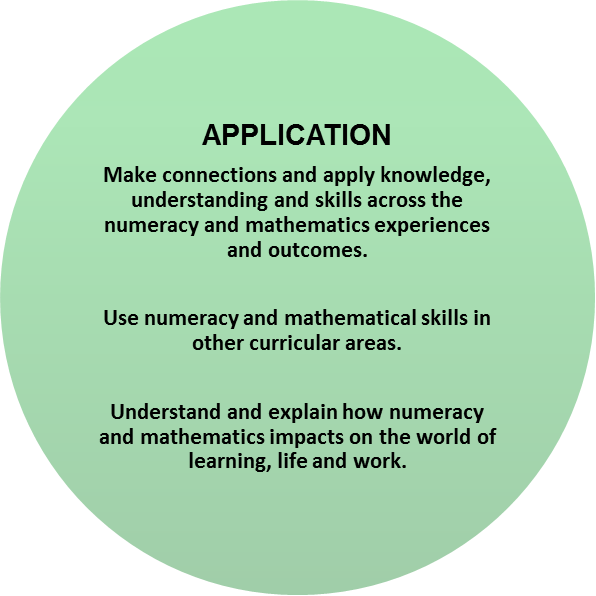 APPLICATION
Make connections and apply knowledge,
understanding and skills across the
numeracy and mathematics experiences
and outcomes.
Use numeracy and mathematical skills in
other curricular areas.
Understand and explain how numeracy
and mathematics impacts on the world of
learning, life and work.